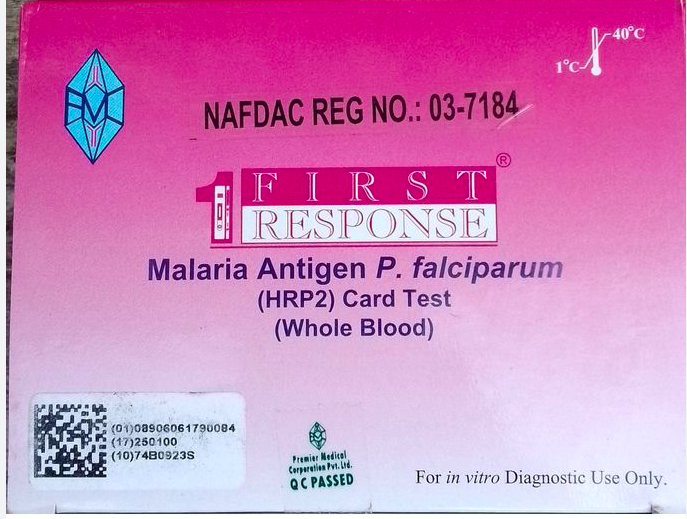 40°C
1°C
NAFDAC REG NO.: 03-7184
1 FIRST RESPONSE®
Malaria Antigen P. falciparum
(HRP2) Card Test
(Whole Blood)
(01)08906061790084
(17)250100
(10)74B0923S
Premier Medical
Corporation Pvt. Ltd.
QC PASSED
For in vitro Diagnostic Use Only.